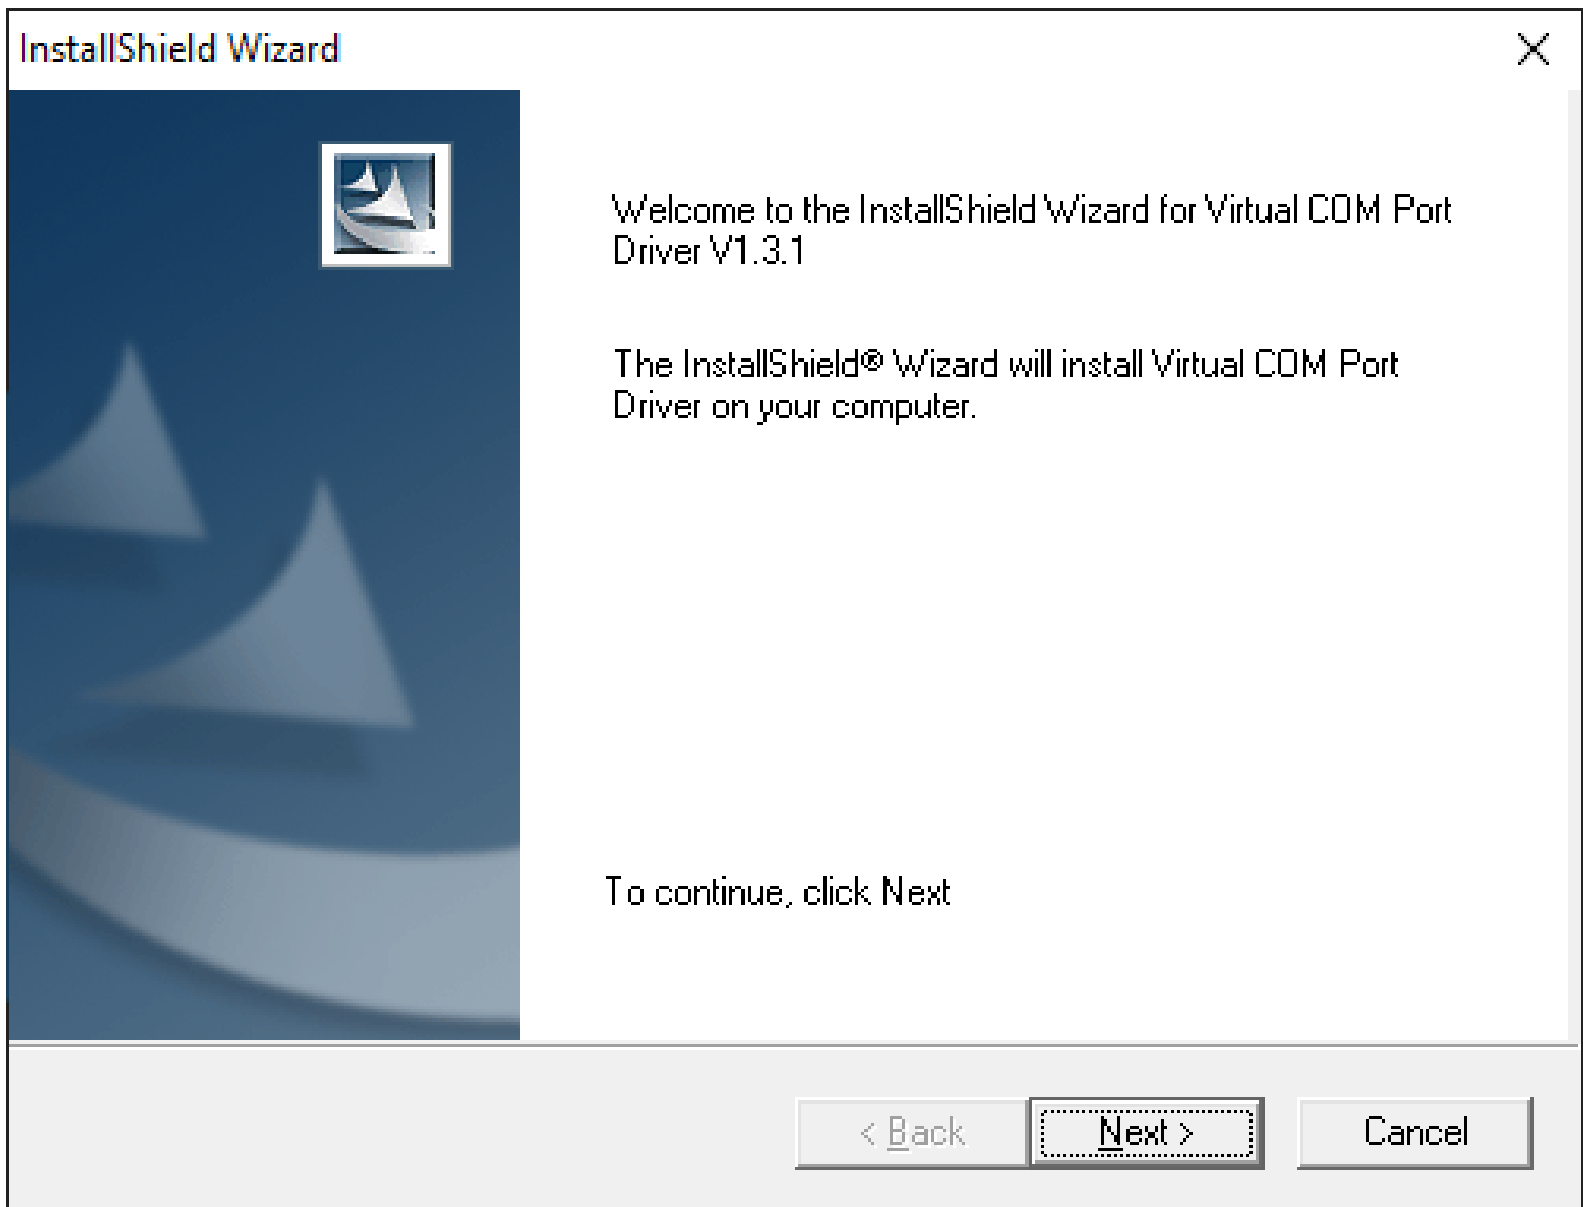 InstallShield Wizard
Welcome to the InstallShield Wizard for Virtual COM Port
Driver V1.3.1
The InstallShield® Wizard will install Virtual COM Port
Driver on your computer.
To continue, click Next
< Back
Next >
Cancel